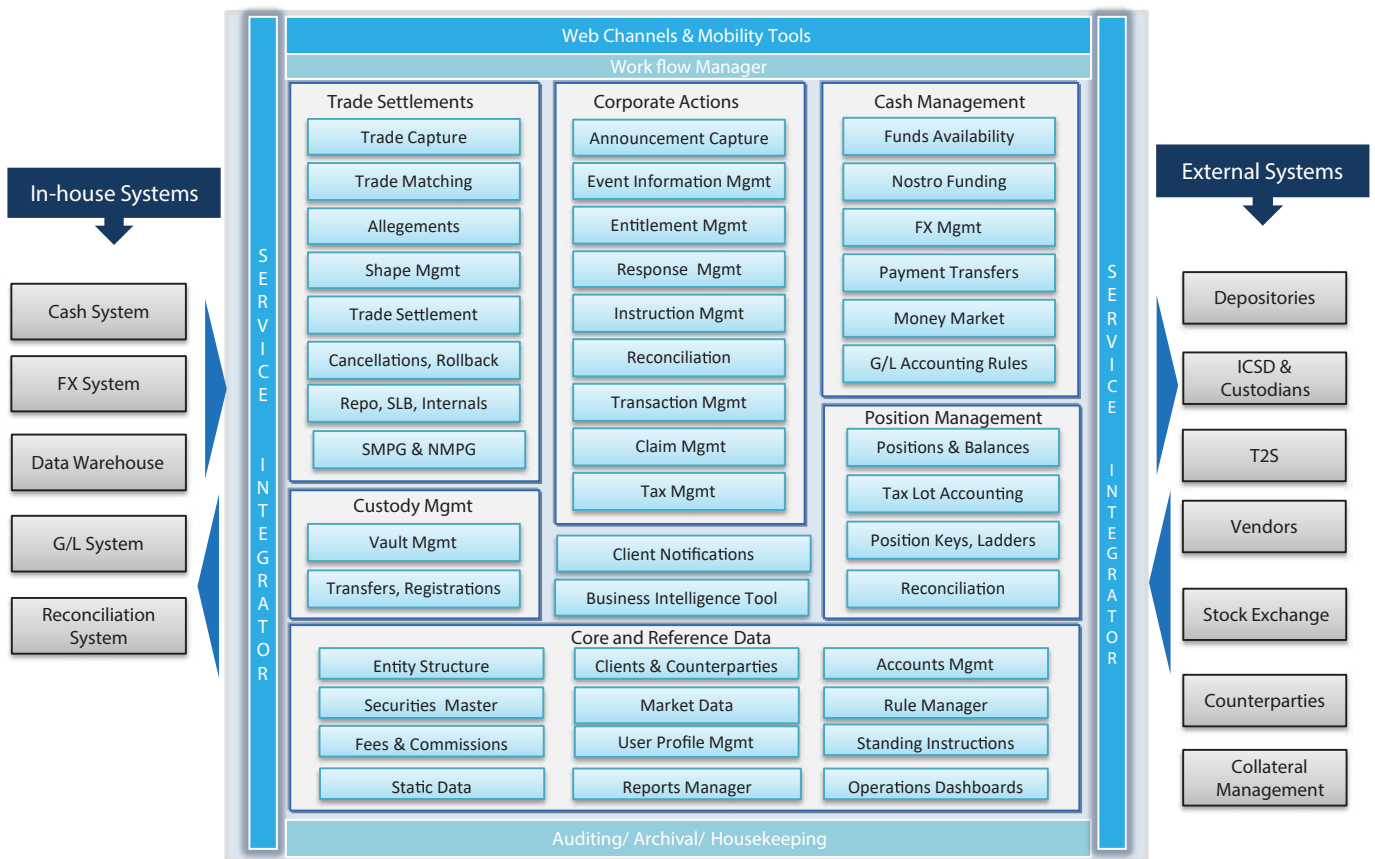 Web Channels & Mobility Tools
Work flow Manager
In-house Systems
Cash System
FX System
Data Warehouse
G/L System
Reconciliation
System
SERVICE INTEGRATOR
Trade Settlements
Trade Capture
Trade Matching
Allegements
Shape Mgmt
Trade Settlement
Cancellations, Rollback
Repo, SLB, Internals
SMPG & NMPG
Custody Mgmt
Vault Mgmt
Transfers, Registrations
Corporate Actions
Announcement Capture
Event Information Mgmt
Entitlement Mgmt
Response Mgmt
Instruction Mgmt
Reconciliation
Transaction Mgmt
Claim Mgmt
Tax Mgmt
Client Notifications
Business Intelligence Tool
Cash Management
Funds Availability
Nostro Funding
FX Mgmt
Payment Transfers
Money Market
G/L Accounting Rules
Position Management
Positions & Balances
Tax Lot Accounting
Position Keys, Ladders
Reconciliation
Core and Reference Data
Entity Structure
Clients & Counterparties
Accounts Mgmt
Securities Master
Market Data
Rule Manager
Fees & Commissions
User Profile Mgmt
Standing Instructions
Static Data
Reports Manager
Operations Dashboards
Auditing/ Archival/ Housekeeping
SERVICE INTEGRATOR
External Systems
Depositories
ICSD &
Custodians
T2S
Vendors
Stock Exchange
Counterparties
Collateral
Management